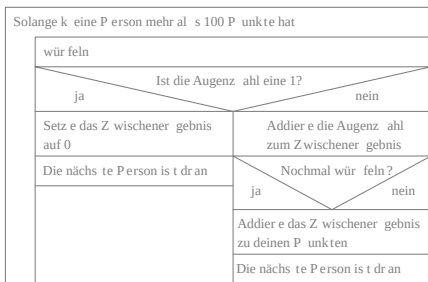 Solange keine Person mehr als 100 Punkte hat
würfeln
Ist die Augenzahl eine 1?
ja
nein
Setze das Zwischenergebnis
auf 0
Die nächste Person ist dran
Addiere die Augenzahl
zum Zwischenergebnis
Nochmal würfeln?
ja
nein
Addiere das Zwischenergebnis
zu deinen Punkten
Die nächste Person ist dran